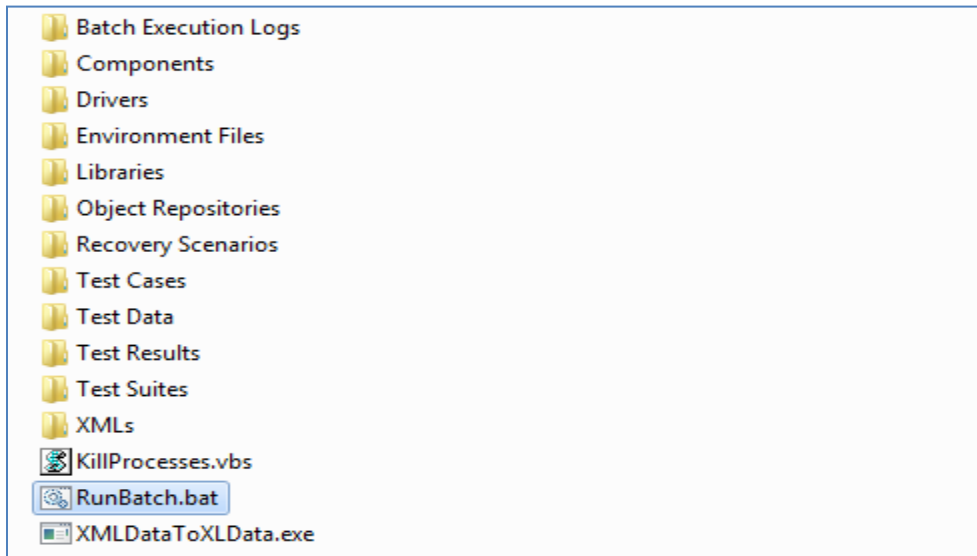 Batch Execution Logs
Components
Drivers
Environment Files
Libraries
Object Repositories
Recovery Scenarios
Test Cases
Test Data
Test Results
Test Suites
XMLs
KillProcesses.vbs
RunBatch.bat
XMLDataToXLData.exe